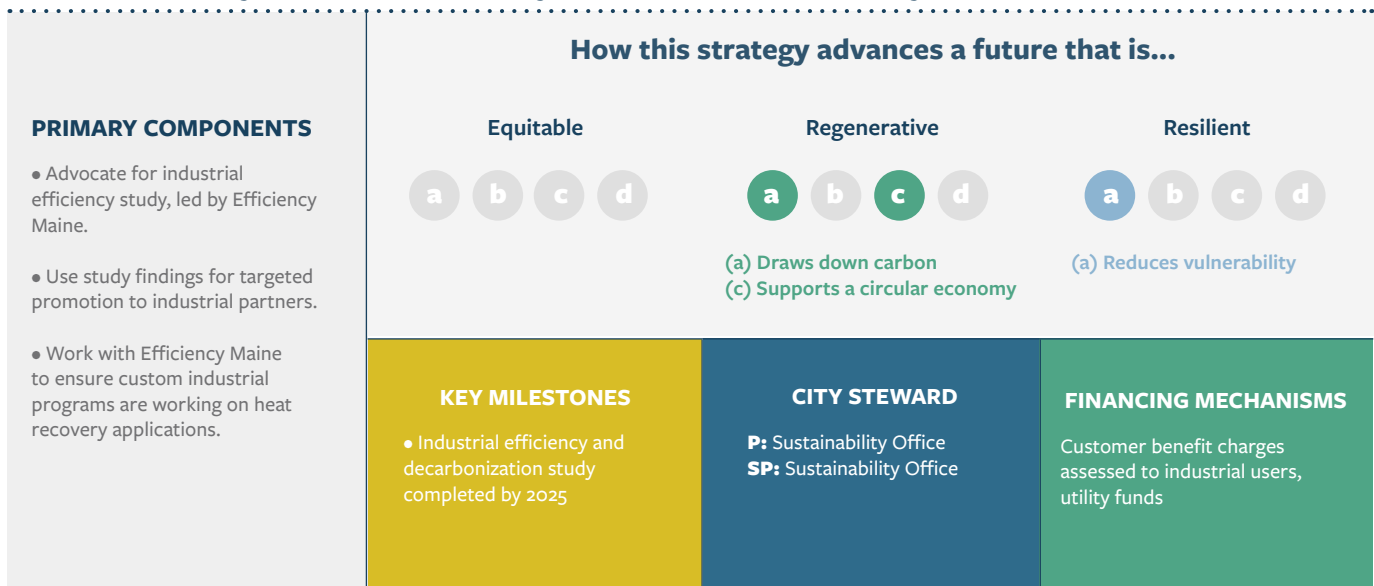 How this strategy advances a future that is...
PRIMARY COMPONENTS
• Advocate for industrial
efficiency study, led by Efficiency
Maine.
• Use study findings for targeted
promotion to industrial partners.
• Work with Efficiency Maine
to ensure custom industrial
programs are working on heat
recovery applications.
Equitable
a b c d
Regenerative
a b c d
(a) Draws down carbon
(c) Supports a circular economy
Resilient
a b c d
(a) Reduces vulnerability
KEY MILESTONES
• Industrial efficiency and
decarbonization study
completed by 2025
CITY STEWARD
P: Sustainability Office
SP: Sustainability Office
FINANCING MECHANISMS
Customer benefit charges
assessed to industrial users,
utility funds